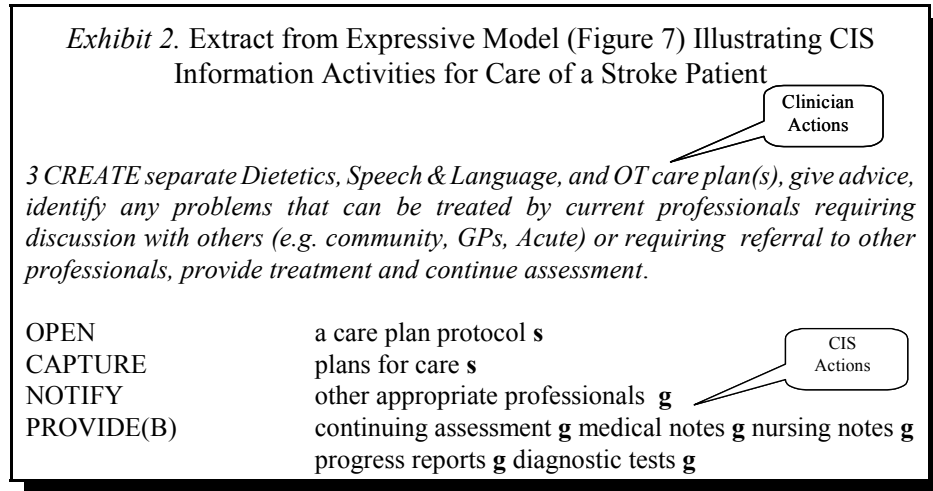 Exhibit 2. Extract from Expressive Model (Figure 7) Illustrating CIS
Information Activities for Care of a Stroke Patient
Clinician
Actions
3 CREATE separate Dietetics, Speech & Language, and OT care plan(s), give advice,
identify any problems that can be treated by current professionals requiring
discussion with others (e.g. community, GPs, Acute) or requiring referral to other
professionals, provide treatment and continue assessment.
OPEN a care plan protocol s
CAPTURE plans for care s
CIS
Actions
NOTIFY other appropriate professionals g
PROVIDE(B) continuing assessment g medical notes g nursing notes g
progress reports g diagnostic tests g